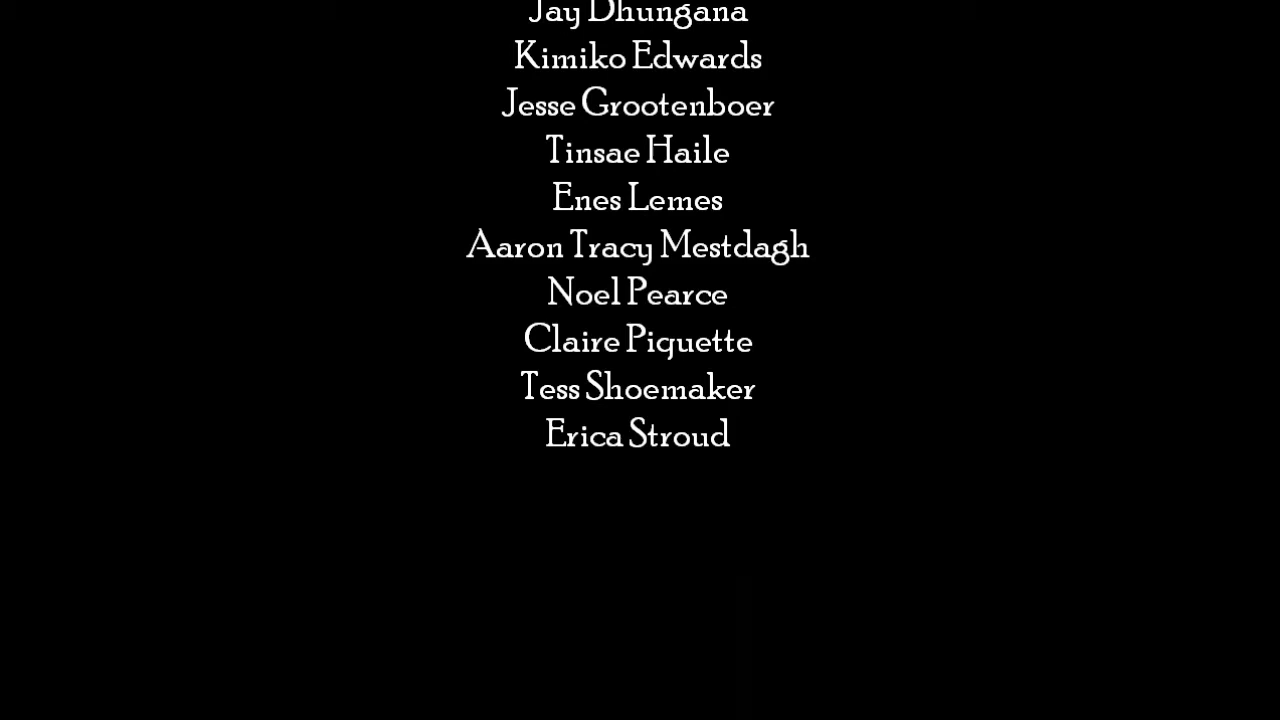 Jay Dhungana
Kimiko Edwards
Jesse Grootenboer
Tinsae Haile
Enes Lemes
Aaron Tracy Mestdagh
Noel Pearce
Claire Piquette
Tess Shoemaker
Erica Stroud